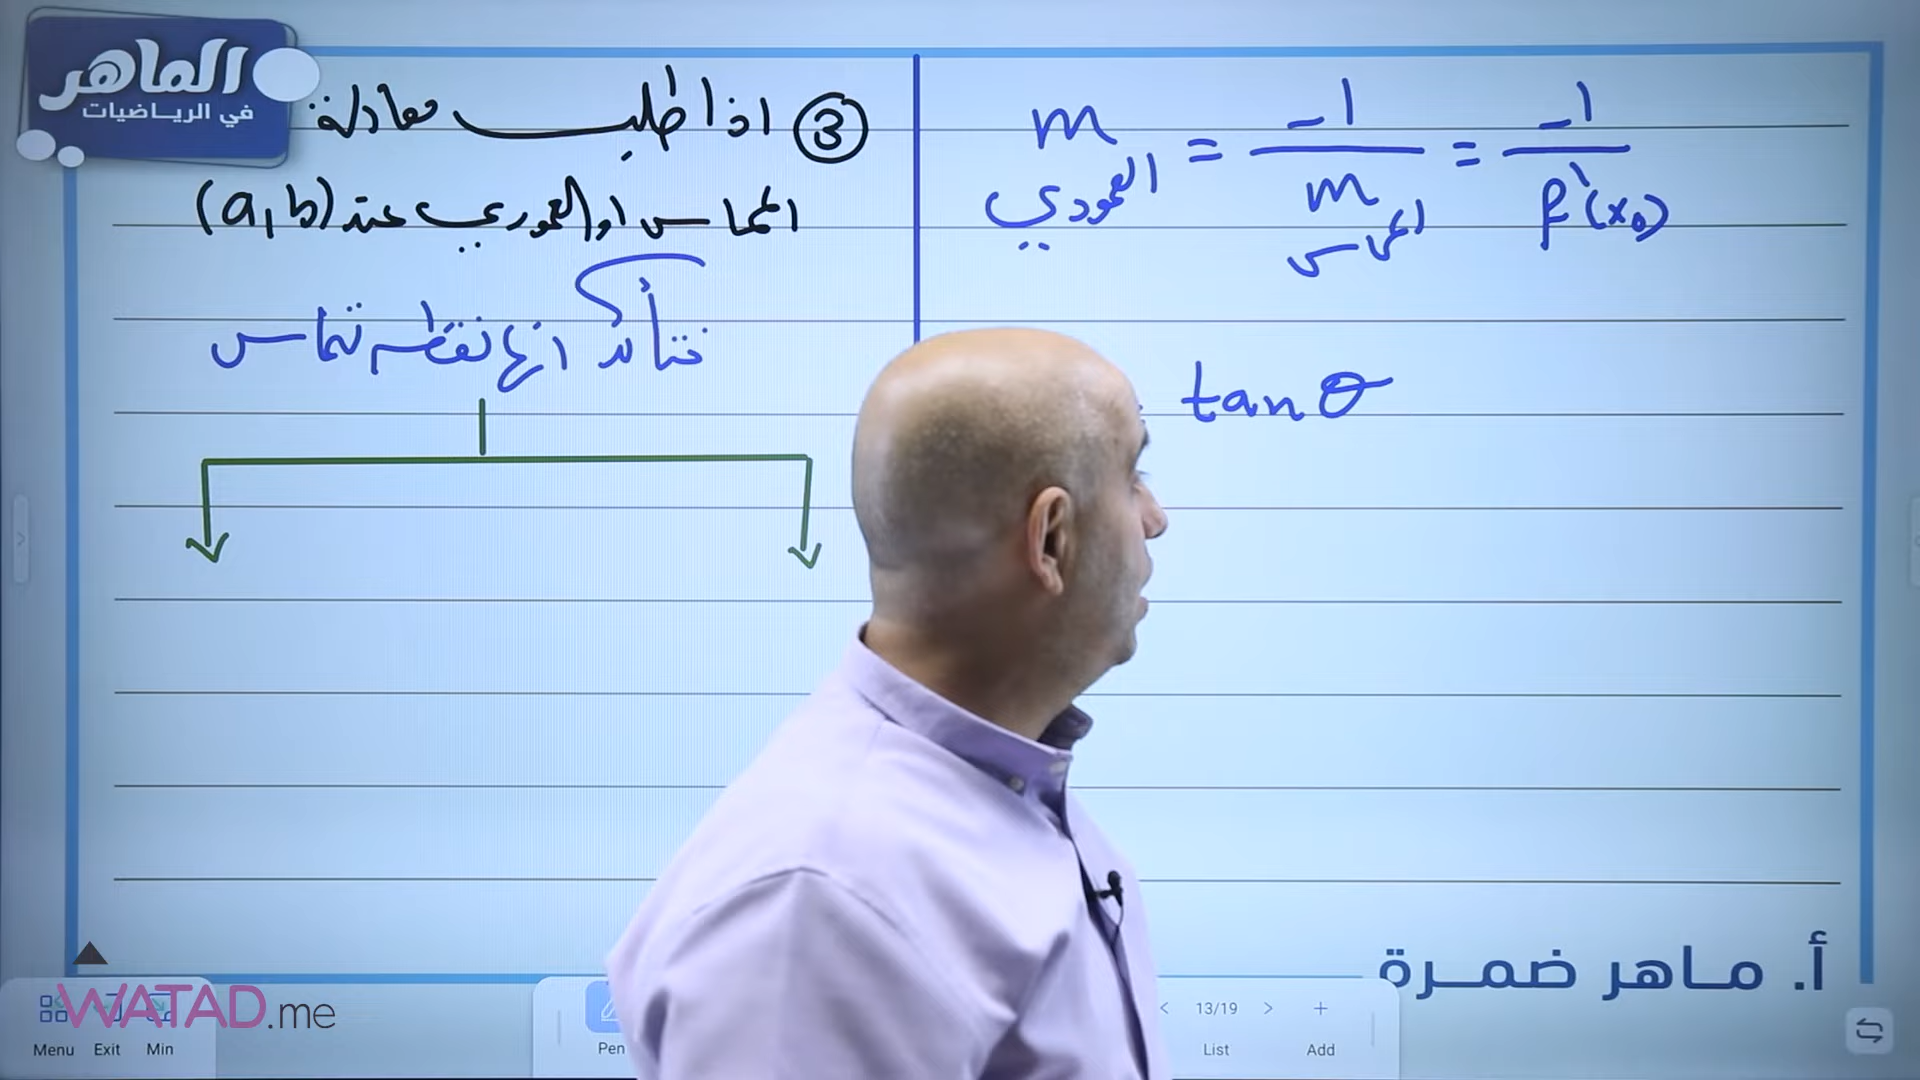 الماهر
في الرياضيات
③ اذا طلب معادلة
المماس او العمودي عند (a, b)
نتأكد انها نقطه تماس
m العمودي = -1 / m المماس = -1 / f'(x₀)
tan θ
أ. ماهر ضمرة
WATAD.me
Menu Exit Min
Pen
< 13/19 > +
List Add